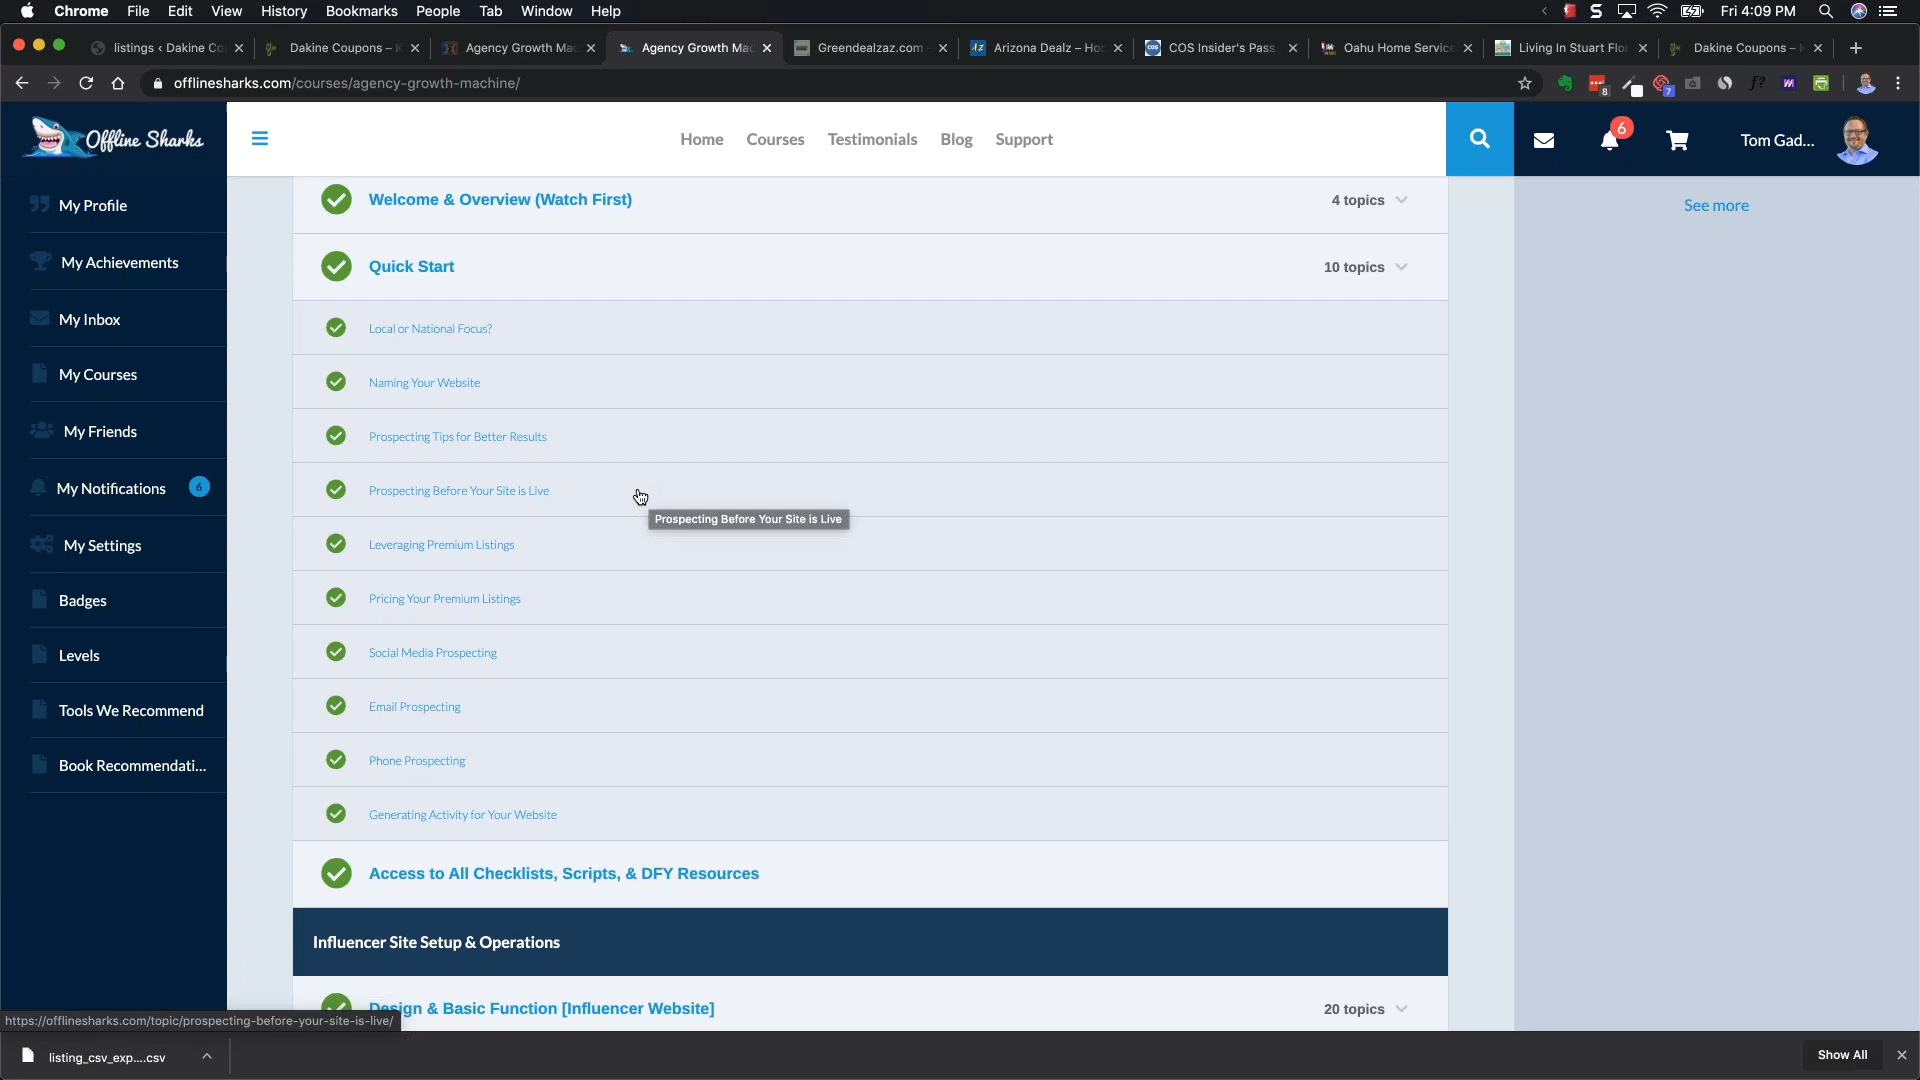 Chrome File Edit View History Bookmarks People Tab Window Help
Fri 4:09 PM
listings < Dakine Co
Dakine Coupons –
Agency Growth Ma
Agency Growth Ma
Greendealzaz.com
Arizona Dealz – Ho
COS Insider's Pass
Oahu Home Service
Living In Stuart Flo
Dakine Coupons –
offlinesharks.com/courses/agency-growth-machine/
8
7
f?
Offline Sharks
Home Courses Testimonials Blog Support
6
Tom Gad...
My Profile
My Achievements
My Inbox
My Courses
My Friends
My Notifications 6
My Settings
Badges
Levels
Tools We Recommend
Book Recommendati...
Welcome & Overview (Watch First) 4 topics
Quick Start 10 topics
Local or National Focus?
Naming Your Website
Prospecting Tips for Better Results
Prospecting Before Your Site is Live
Prospecting Before Your Site is Live
Leveraging Premium Listings
Pricing Your Premium Listings
Social Media Prospecting
Email Prospecting
Phone Prospecting
Generating Activity for Your Website
Access to All Checklists, Scripts, & DFY Resources
Influencer Site Setup & Operations
Design & Basic Function [Influencer Website] 20 topics
See more
https://offlinesharks.com/topic/prospecting-before-your-site-is-live/
listing_csv_exp....csv
Show All